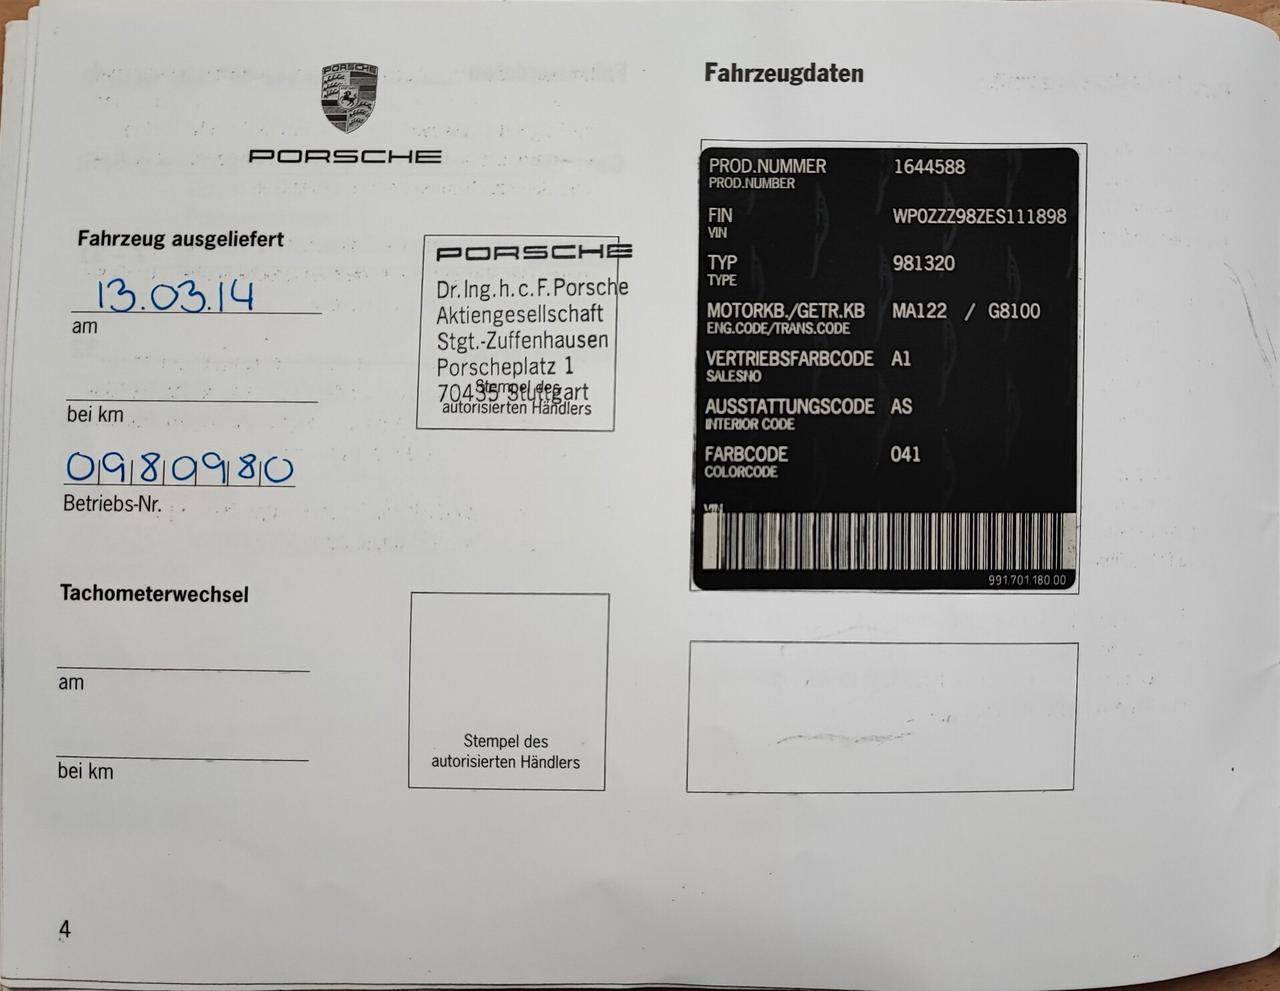 PORSCHE
PORSCHE
Fahrzeug ausgeliefert
13.03.14
am
bei km
0980980
Betriebs-Nr.
PORSCHE
Dr.Ing.h.c.F.Porsche
Aktiengesellschaft
Stgt.-Zuffenhausen
Porscheplatz 1
70435 Stuttgart
Stempel des
autorisierten Händlers
Tachometerwechsel
am
bei km
Stempel des
autorisierten Händlers
4
Fahrzeugdaten
PROD.NUMMER 1644588
PROD.NUMBER
FIN WP0ZZZ98ZES111898
VIN
TYP 981320
TYPE
MOTORKB./GETR.KB MA122 / G8100
ENG.CODE/TRANS.CODE
VERTRIEBSFARBCODE A1
SALESNO
AUSSTATTUNGSCODE AS
INTERIOR CODE
FARBCODE 041
COLORCODE
VIN
991.701.180.00